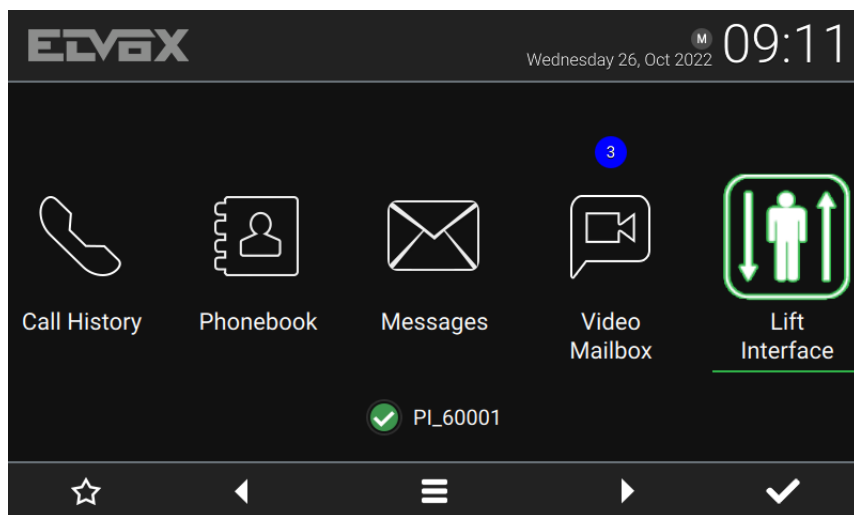 ELVOX
M
Wednesday 26, Oct 2022
09:11
3
Call History
Phonebook
Messages
Video
Mailbox
Lift
Interface
PI_60001